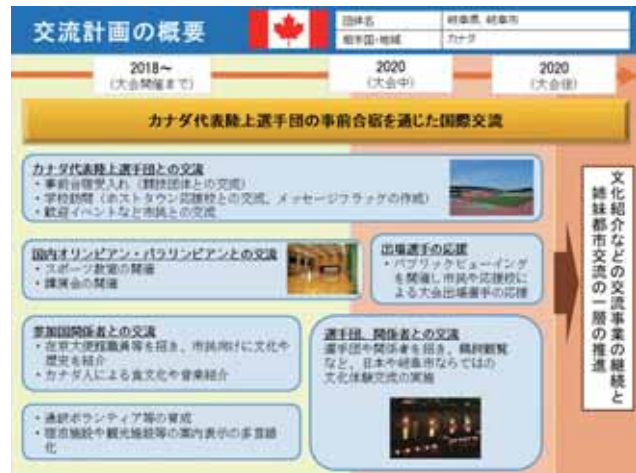 交流計画の概要
団体名
岐阜県，岐阜市
相手国・地域
カナダ
2018～
(大会開催まで)
2020
(大会中)
2020
(大会後)
カナダ代表陸上選手団の事前合宿を通じた国際交流
カナダ代表陸上選手団との交流
・事前合宿受入れ（競技団体との交流）
・学校訪問（ホストタウン応援校との交流，メッセージフラッグの作成）
・歓迎イベントなど市民との交流
国内オリンピアン・パラリンピアンとの交流
・スポーツ教室の開催
・講演会の開催
出場選手の応援
・パブリックビューイング
を開催し市民や応援校に
よる大会出場選手の応援
参加国関係者との交流
・在京大使館職員等を招き，市民向けに文化や
歴史を紹介
・カナダ人による食文化や音楽紹介
選手団，関係者との交流
選手団や関係者を招き，鵜飼観覧
など，日本や岐阜市ならではの
文化体験交流の実施
・通訳ボランティア等の育成
・宿泊施設や観光施設等の案内表示の多言語
化
文化紹介などの交流事業の継続と
姉妹都市交流の一層の推進